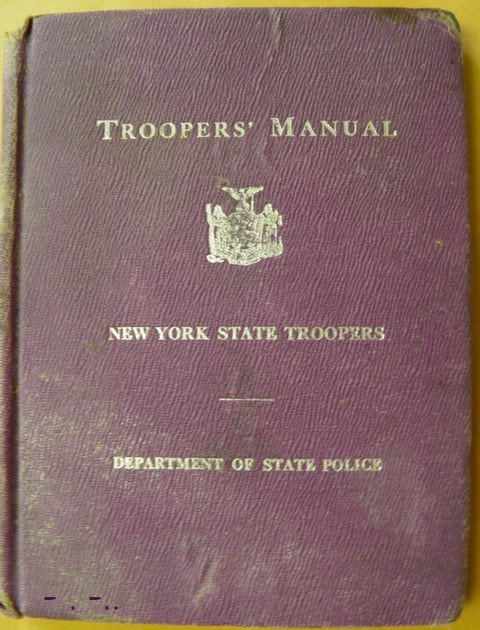 TROOPERS' MANUAL
NEW YORK STATE TROOPERS
DEPARTMENT OF STATE POLICE